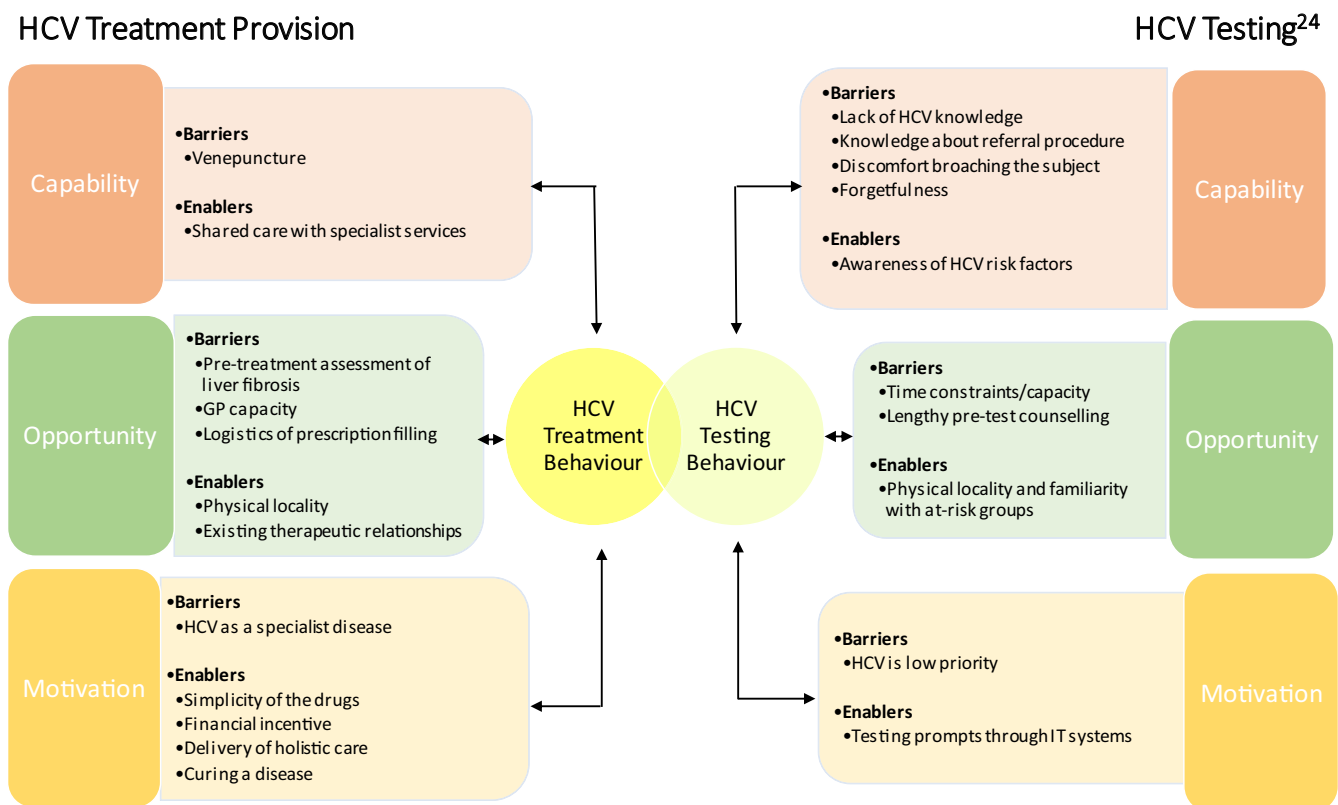 HCV Treatment Provision
HCV Testing24
Capability
•Barriers
•Venepuncture
•Enablers
•Shared care with specialist services
•Barriers
•Lack of HCV knowledge
•Knowledge about referral procedure
•Discomfort broaching the subject
•Forgetfulness
•Enablers
•Awareness of HCV risk factors
Capability
Opportunity
•Barriers
•Pre-treatment assessment of
liver fibrosis
•GP capacity
•Logistics of prescription filling
•Enablers
•Physical locality
•Existing therapeutic relationships
HCV
Treatment
Behaviour
HCV
Testing
Behaviour
•Barriers
•Time constraints/capacity
•Lengthy pre-test counselling
•Enablers
•Physical locality and familiarity
with at-risk groups
Opportunity
Motivation
•Barriers
•HCV as a specialist disease
•Enablers
•Simplicity of the drugs
•Financial incentive
•Delivery of holistic care
•Curing a disease
•Barriers
•HCV is low priority
•Enablers
•Testing prompts through IT systems
Motivation